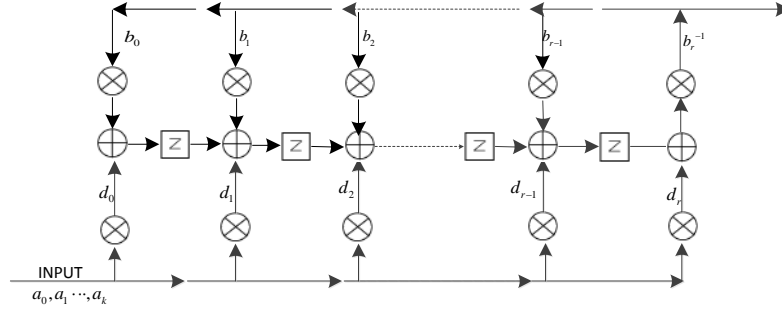 b₀ b₁ b₂ bᵣ₋₁ bᵣ⁻¹
Z Z Z Z
d₀ d₁ d₂ dᵣ₋₁ dᵣ
INPUT
a₀,a₁ ⋯,aₖ